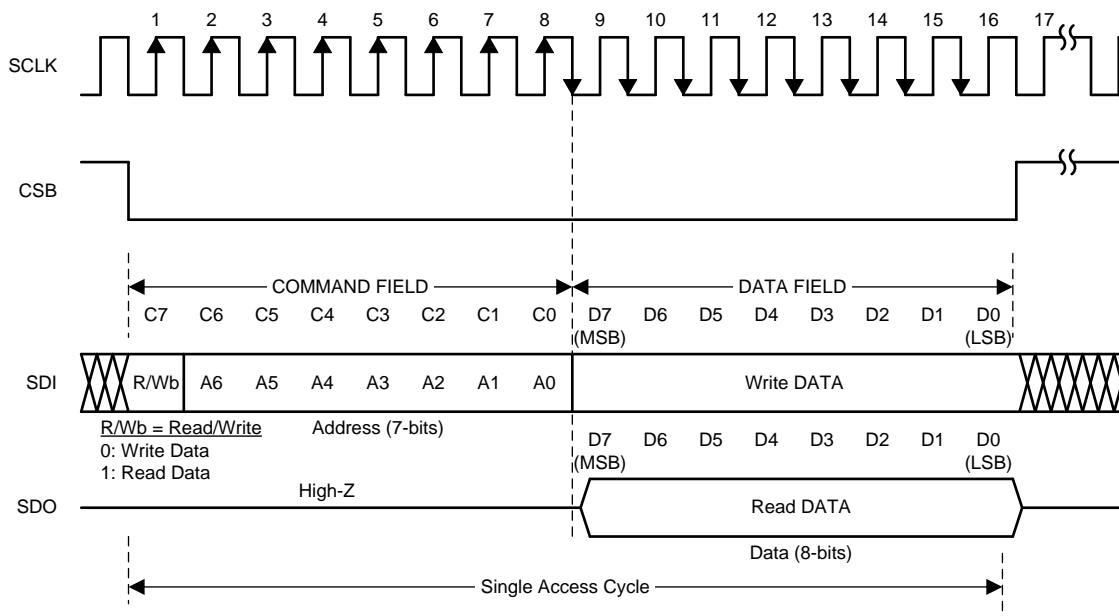 1 2 3 4 5 6 7 8 9 10 11 12 13 14 15 16 17
SCLK
CSB
COMMAND FIELD DATA FIELD
C7 C6 C5 C4 C3 C2 C1 C0 D7 D6 D5 D4 D3 D2 D1 D0
(MSB) (LSB)
SDI R/Wb A6 A5 A4 A3 A2 A1 A0 Write DATA
R/Wb = Read/Write Address (7-bits)
0: Write Data
1: Read Data
D7 D6 D5 D4 D3 D2 D1 D0
(MSB) (LSB)
High-Z
SDO Read DATA
Data (8-bits)
Single Access Cycle